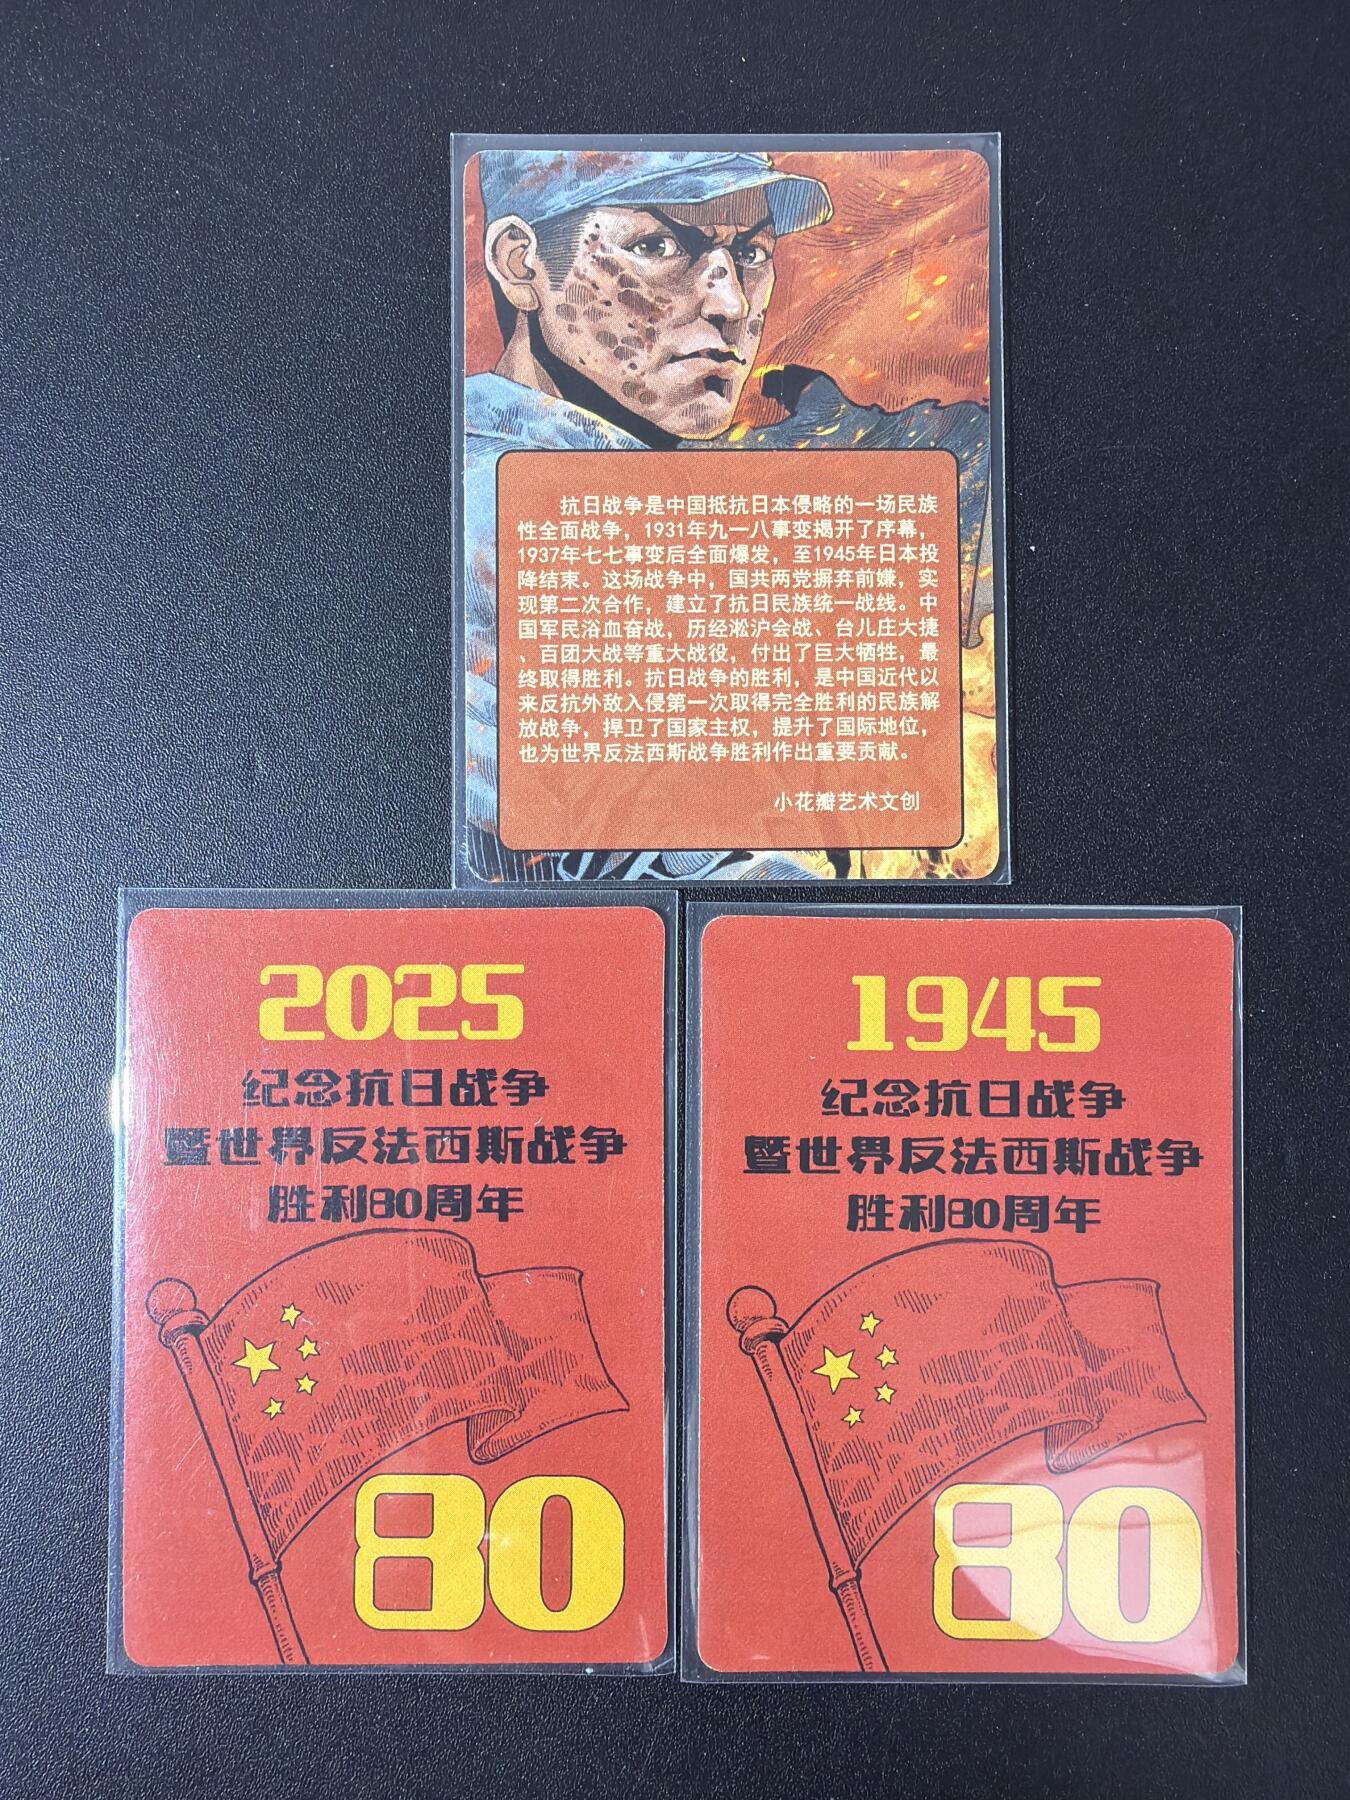 抗日战争是中国抵抗日本侵略的一场民族
性全面战争，1931年九一八事变揭开了序幕，
1937年七七事变后全面爆发，至1945年日本投
降结束。这场战争中，国共两党摒弃前嫌，实
现第二次合作，建立了抗日民族统一战线。中
国军民浴血奋战，历经淞沪会战、台儿庄大捷
、百团大战等重大战役，付出了巨大牺牲，最
终取得胜利。抗日战争的胜利，是中国近代以
来反抗外敌入侵第一次取得完全胜利的民族解
放战争，捍卫了国家主权，提升了国际地位，
也为世界反法西斯战争胜利作出重要贡献。
小花瓣艺术文创
2025
纪念抗日战争
暨世界反法西斯战争
胜利80周年
80
1945
纪念抗日战争
暨世界反法西斯战争
胜利80周年
80